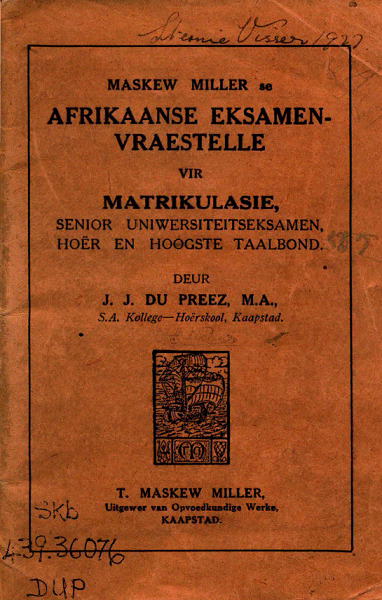 Visser 1927
MASKEW MILLER se
AFRIKAANSE EKSAMEN-
VRAESTELLE
VIR
MATRIKULASIE,
SENIOR UNIWERSITEITSEKSAMEN,
HOËR EN HOOGSTE TAALBOND.
DEUR
J. J. DU PREEZ, M.A.,
S.A. Kollege—Hoërskool, Kaapstad.
M
T. MASKEW MILLER,
Uitgewer van Opvoedkundige Werke,
KAAPSTAD.
Skb
439.36076
DUP